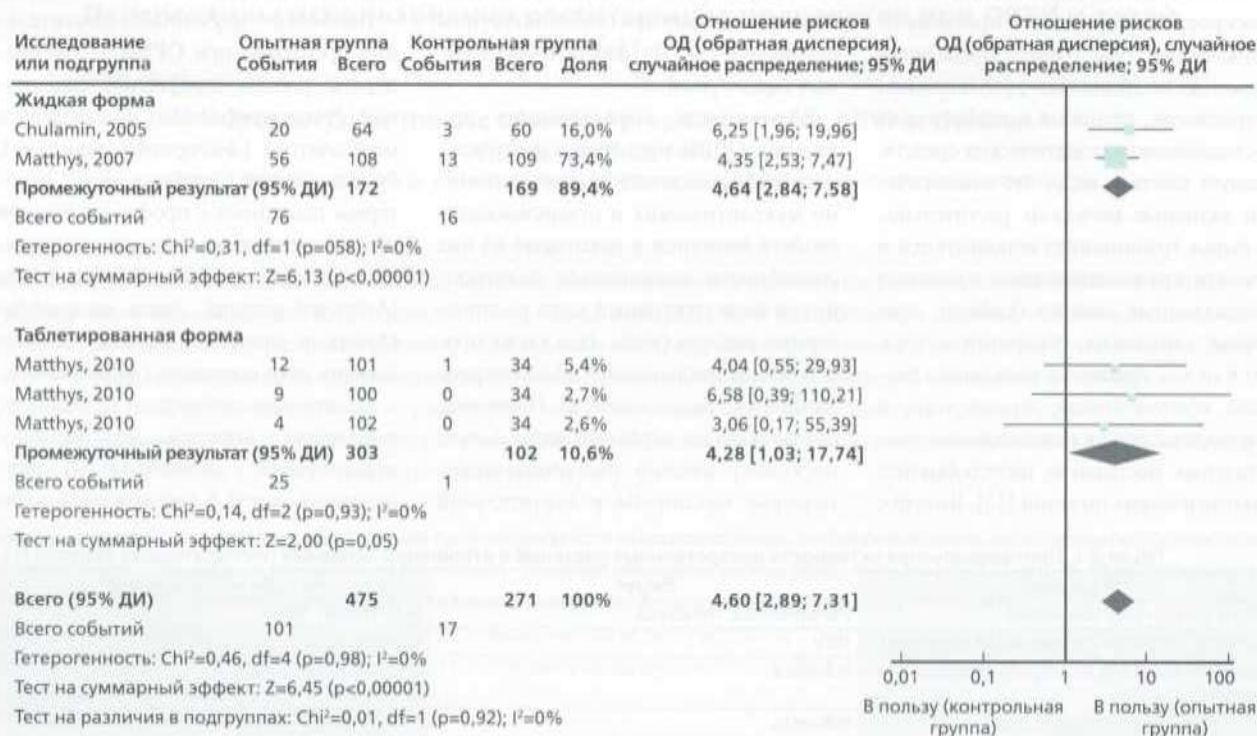 Исследование или подгруппа Опытная группа События Всего Контрольная группа События Всего Доля Отношение рисков ОД (обратная дисперсия), случайное распределение; 95% ДИ Отношение рисков ОД (обратная дисперсия), случайное распределение; 95% ДИ
Жидкая форма
Chulamin, 2005 20 64 3 60 16,0% 6,25 [1,96; 19,96]
Matthys, 2007 56 108 13 109 73,4% 4,35 [2,53; 7,47]
Промежуточный результат (95% ДИ) 172 169 89,4% 4,64 [2,84; 7,58]
Всего событий 76 16
Гетерогенность: Chi²=0,31, df=1 (p=058); I²=0%
Тест на суммарный эффект: Z=6,13 (p<0,00001)
Таблетированная форма
Matthys, 2010 12 101 1 34 5,4% 4,04 [0,55; 29,93]
Matthys, 2010 9 100 0 34 2,7% 6,58 [0,39; 110,21]
Matthys, 2010 4 102 0 34 2,6% 3,06 [0,17; 55,39]
Промежуточный результат (95% ДИ) 303 102 10,6% 4,28 [1,03; 17,74]
Всего событий 25 1
Гетерогенность: Chi²=0,14, df=2 (p=0,93); I²=0%
Тест на суммарный эффект: Z=2,00 (p=0,05)
Всего (95% ДИ) 475 271 100% 4,60 [2,89; 7,31]
Всего событий 101 17
Гетерогенность: Chi²=0,46, df=4 (p=0,98); I²=0%
Тест на суммарный эффект: Z=6,45 (p<0,00001)
Тест на различия в подгруппах: Chi²=0,01, df=1 (p=0,92); I²=0%
0,01 0,1 1 10 100
В пользу (контрольная группа) В пользу (опытная группа)